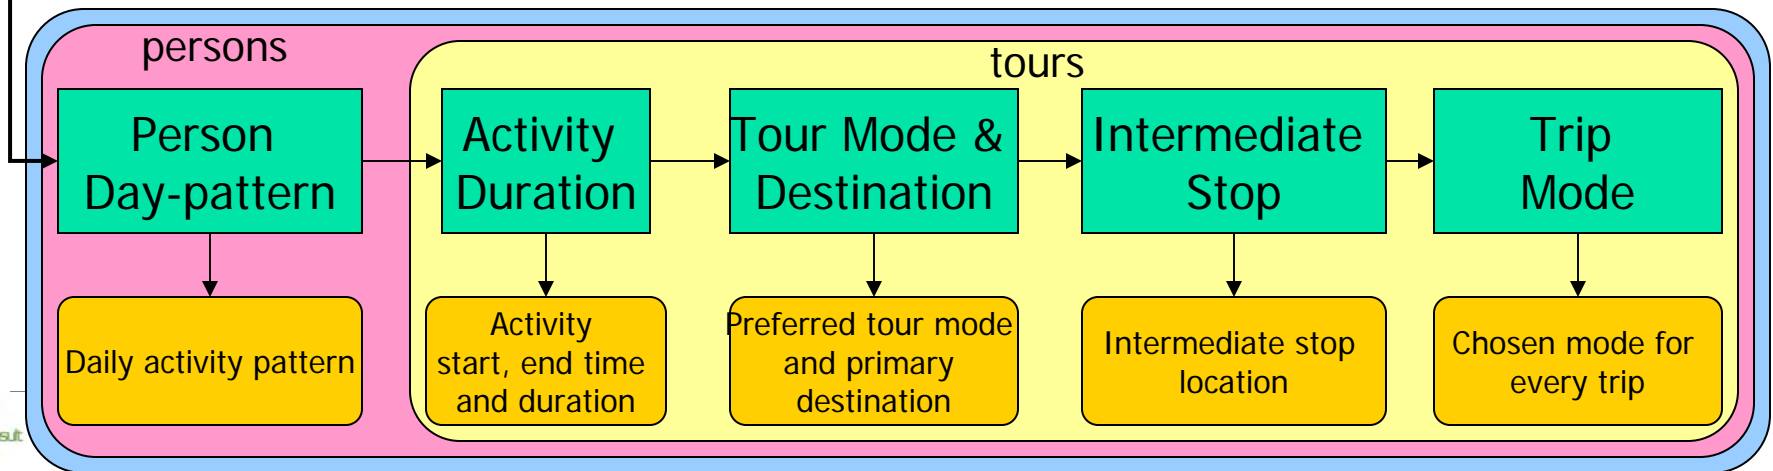 persons
tours
Person
Day-pattern
Activity
Duration
Tour Mode &
Destination
Intermediate
Stop
Trip
Mode
Daily activity pattern
Activity
start, end time
and duration
Preferred tour mode
and primary
destination
Intermediate stop
location
Chosen mode for
every trip